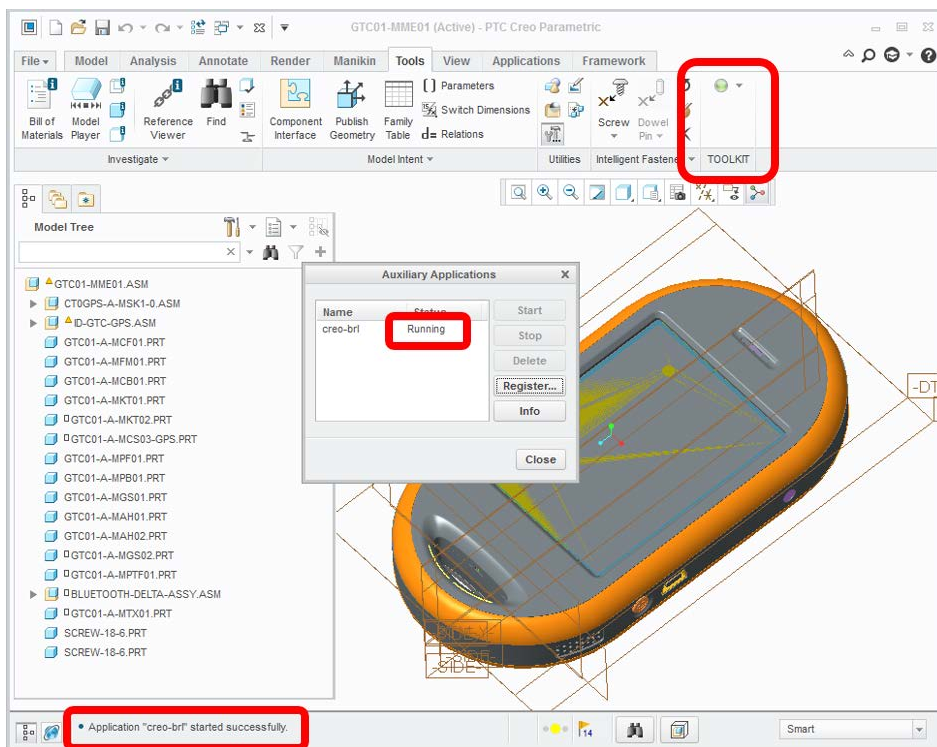 GTC01-MME01 (Active) - PTC Creo Parametric
File Model Analysis Annotate Render Manikin Tools View Applications Framework
Bill of Materials
Model Player
Reference Viewer
Find
Component Interface
Publish Geometry
Family Table
Parameters
Switch Dimensions
d= Relations
Screw
Dowel Pin
Investigate
Model Intent
Utilities
Intelligent Fastene
TOOLKIT
Model Tree
GTC01-MME01.ASM
CT0GPS-A-MSK1-0.ASM
ID-GTC-GPS.ASM
GTC01-A-MCF01.PRT
GTC01-A-MFM01.PRT
GTC01-A-MCB01.PRT
GTC01-A-MKT01.PRT
GTC01-A-MKT02.PRT
GTC01-A-MCS03-GPS.PRT
GTC01-A-MPF01.PRT
GTC01-A-MPB01.PRT
GTC01-A-MGS01.PRT
GTC01-A-MAH01.PRT
GTC01-A-MAH02.PRT
GTC01-A-MGS02.PRT
GTC01-A-MPTF01.PRT
BLUETOOTH-DELTA-ASSY.ASM
GTC01-A-MTX01.PRT
SCREW-18-6.PRT
SCREW-18-6.PRT
Auxiliary Applications
Name Status
creo-brl Running
Start
Stop
Delete
Register...
Info
Close
-DT
-SIDE-
• Application "creo-brl" started successfully.
14
Smart